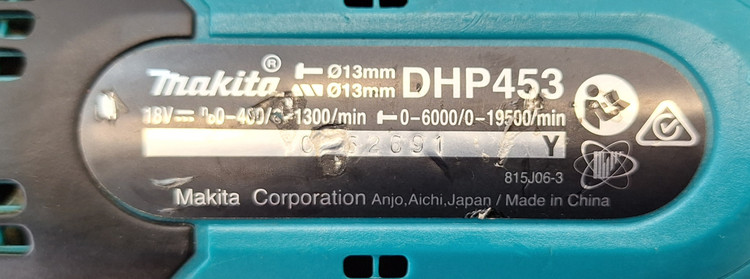 makita® Ø13mm DHP453
Ø13mm
18V⎓ n₀0-400/0-1300/min 0-6000/0-19500/min
Y
815J06-3
Makita Corporation Anjo,Aichi,Japan / Made in China